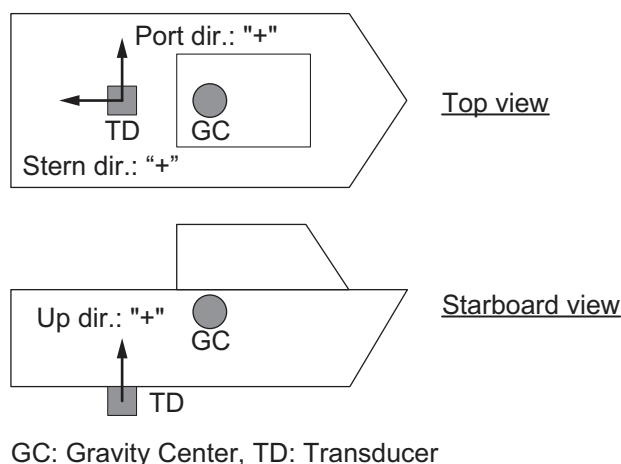 Port dir.: "+"
Top view
TD
GC
Stern dir.: “+”
Starboard view
Up dir.: "+"
GC
TD
GC: Gravity Center, TD: Transducer